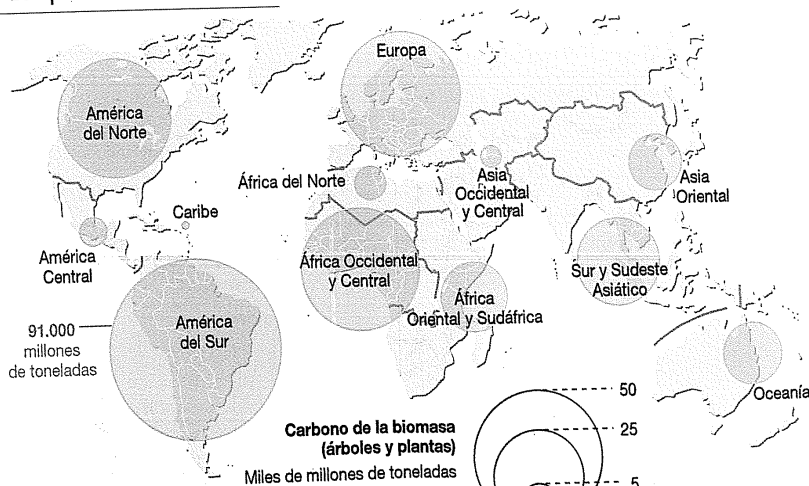 Europa
América
del Norte
África del Norte
Asia
Occidental
y Central
Asia
Oriental
Caribe
América
Central
África Occidental
y Central
África
Oriental y Sudáfrica
Sur y Sudeste
Asiático
América
del Sur
91.000
millones
de toneladas
Oceanía
Carbono de la biomasa
(árboles y plantas)
Miles de millones de toneladas
50
25
5